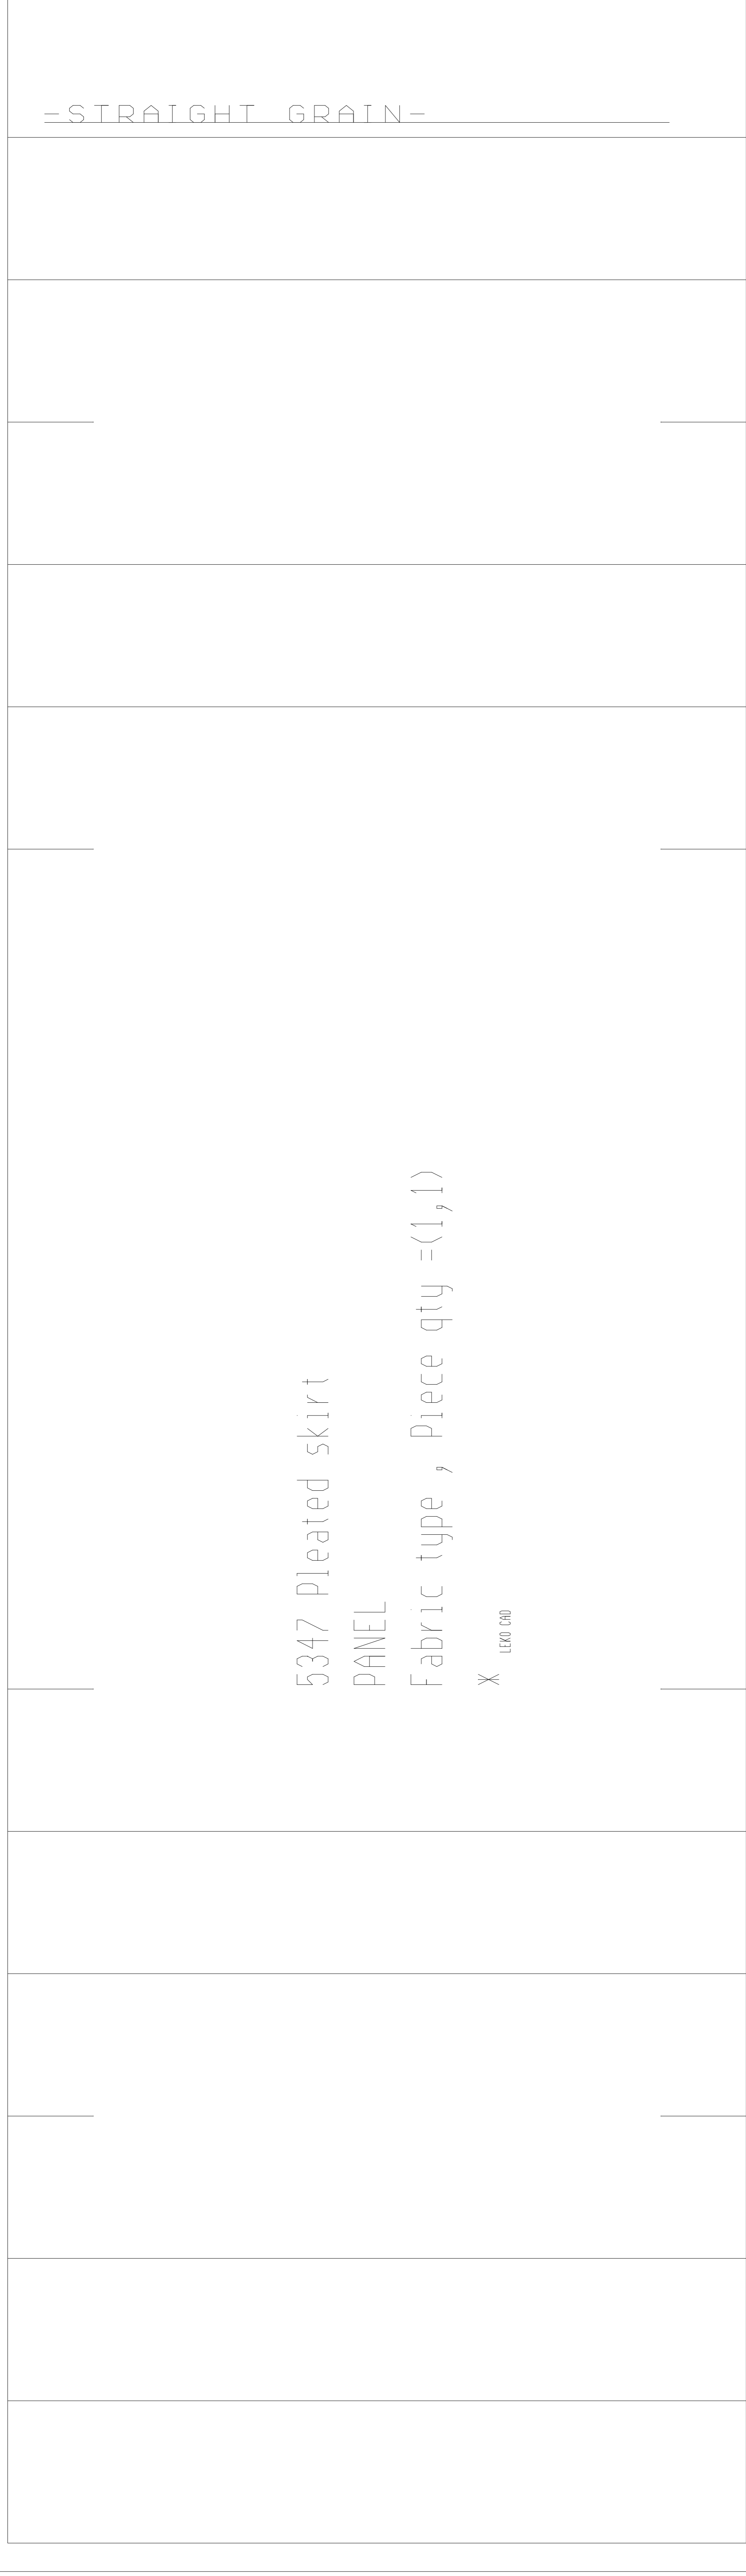 -STRAIGHT GRAIN-
5347 Pleated skirt
PANEL
Fabric type , Piece qty =(1,1)
*
LEKO CAD